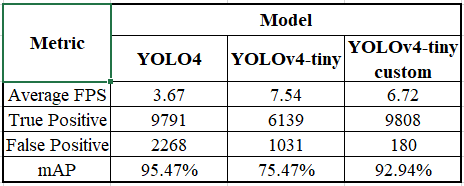 Metric
Model
YOLO4 YOLOv4-tiny YOLOv4-tiny custom
Average FPS 3.67 7.54 6.72
True Positive 9791 6139 9808
False Positive 2268 1031 180
mAP 95.47% 75.47% 92.94%